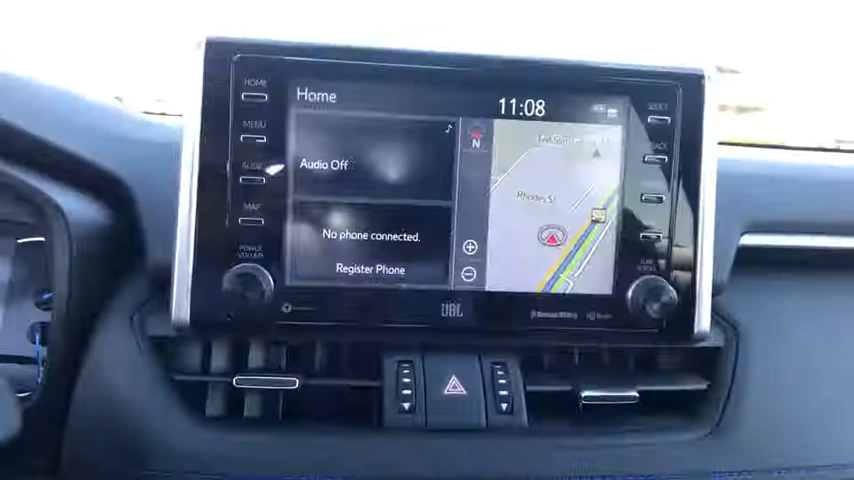 HOME
Home
11:08
SEEK >
MENU
N
AUDIO
Audio Off
TRACK
Rhodes St
MAP
No phone connected.
POWER
VOLUME
Register Phone
TUNE
SCROLL
JBL